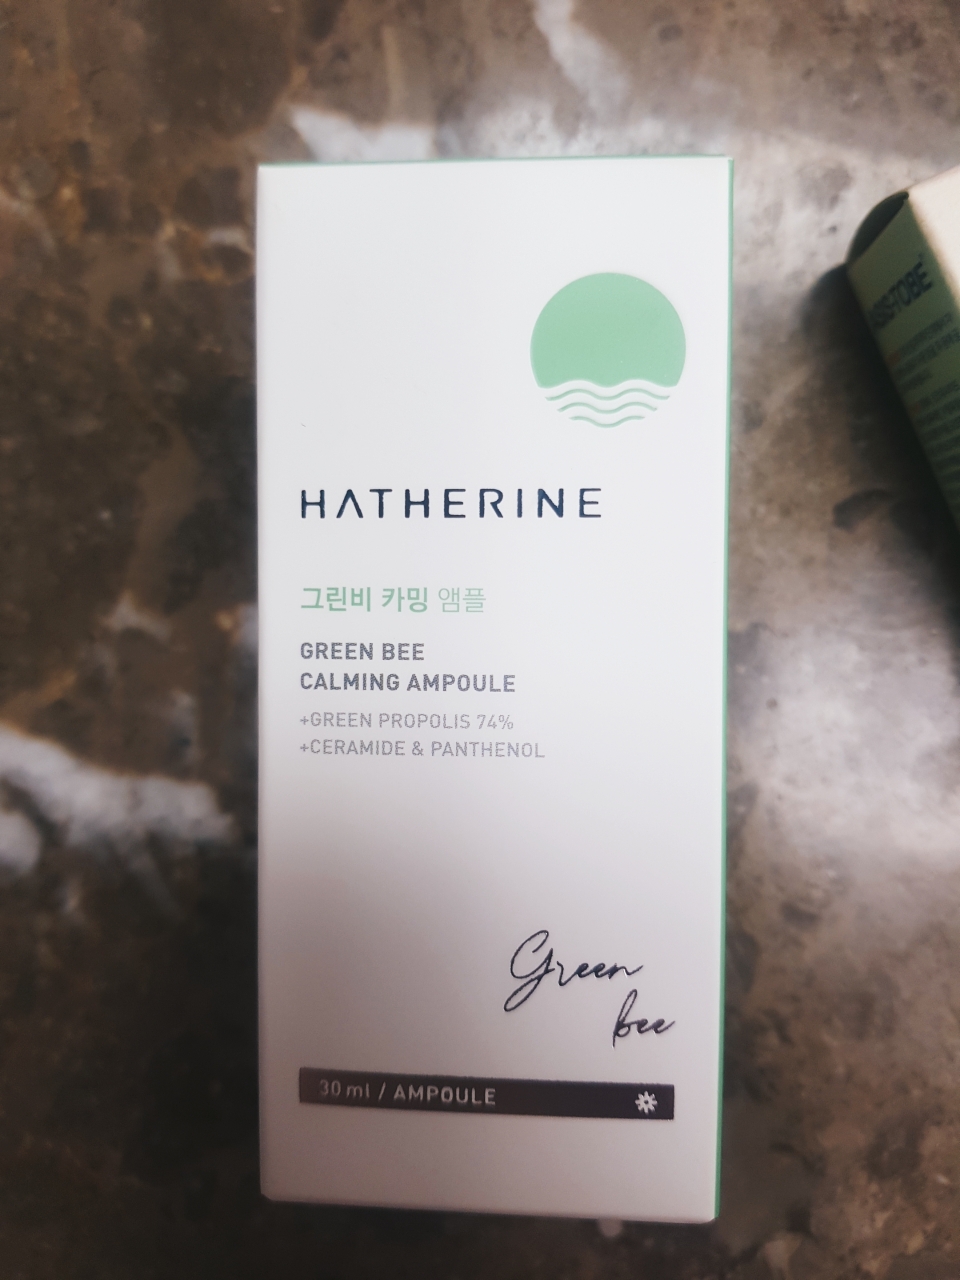 HATHERINE
그린비 카밍 앰플
GREEN BEE
CALMING AMPOULE
+GREEN PROPOLIS 74%
+CERAMIDE & PANTHENOL
Green
bee
30 ml / AMPOULE